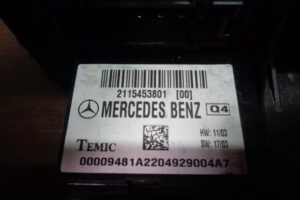 2115453801 [00]
MERCEDES BENZ Q4
HW: 11/03
SW: 17/03
TEMIC
00009481A2204929004A7